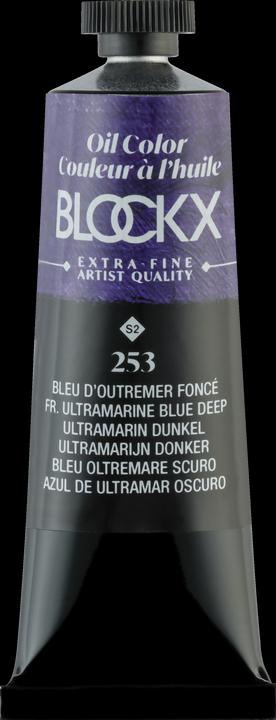 Oil Color
Couleur à l'huile
BLOCKX
EXTRA-FINE
ARTIST QUALITY
S2
253
BLEU D'OUTREMER FONCÉ
FR. ULTRAMARINE BLUE DEEP
ULTRAMARIN DUNKEL
ULTRAMARIJN DONKER
BLEU OLTREMARE SCURO
AZUL DE ULTRAMAR OSCURO